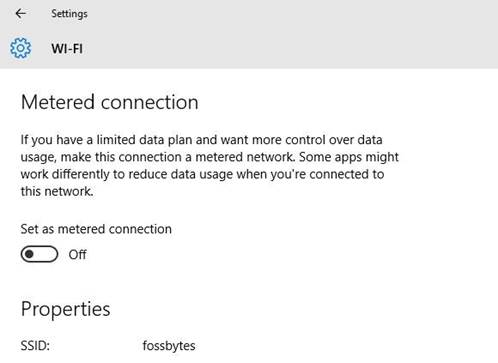 Settings
WI-FI
Metered connection
If you have a limited data plan and want more control over data
usage, make this connection a metered network. Some apps might
work differently to reduce data usage when you're connected to
this network.
Set as metered connection
Off
Properties
SSID: fossbytes